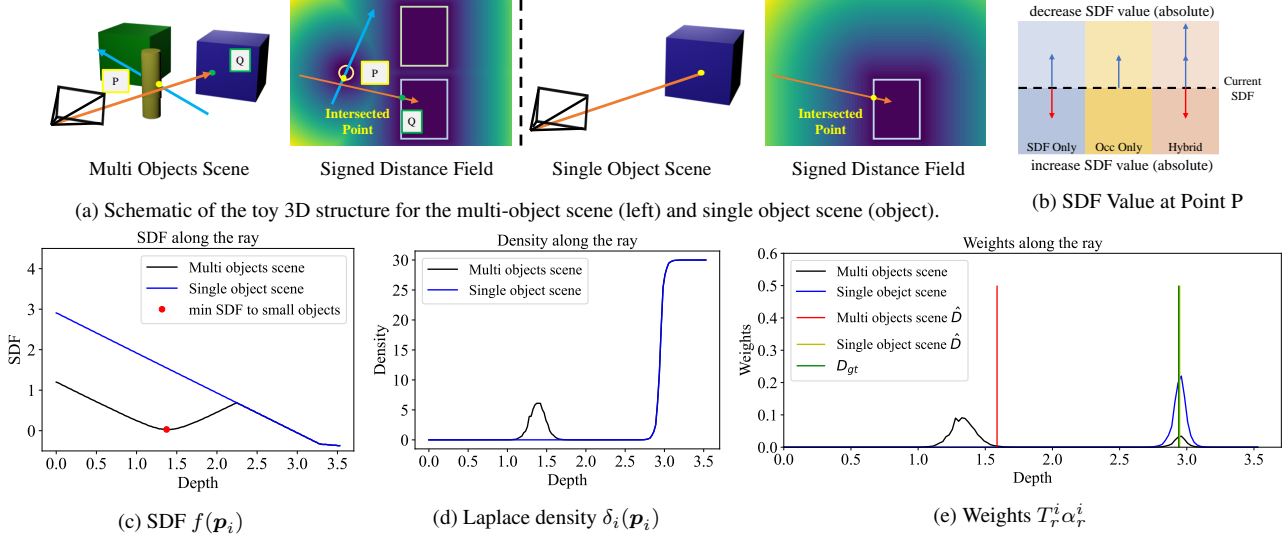 P
Q
P
Intersected
Point
Q
Intersected
Point
decrease SDF value (absolute)
Current
SDF
SDF Only
Occ Only
Hybrid
increase SDF value (absolute)
Multi Objects Scene
Signed Distance Field
Single Object Scene
Signed Distance Field
(a) Schematic of the toy 3D structure for the multi-object scene (left) and single object scene (object).
(b) SDF Value at Point P
SDF along the ray
4
3
2
1
0
SDF
Multi objects scene
Single object scene
min SDF to small objects
0.0 0.5 1.0 1.5 2.0 2.5 3.0 3.5
Depth
(c) SDF f(p_i)
Density along the ray
30
25
20
15
10
5
0
Density
Multi objects scene
Single object scene
0.0 0.5 1.0 1.5 2.0 2.5 3.0 3.5
Depth
(d) Laplace density δ_i(p_i)
Weights along the ray
0.6
0.5
0.4
0.3
0.2
0.1
0.0
Weights
Multi objects scene
Single obejct scene
Multi objects scene D̂
Single object scene D̂
D_gt
0.0 0.5 1.0 1.5 2.0 2.5 3.0 3.5
Depth
(e) Weights T_r^i α_r^i